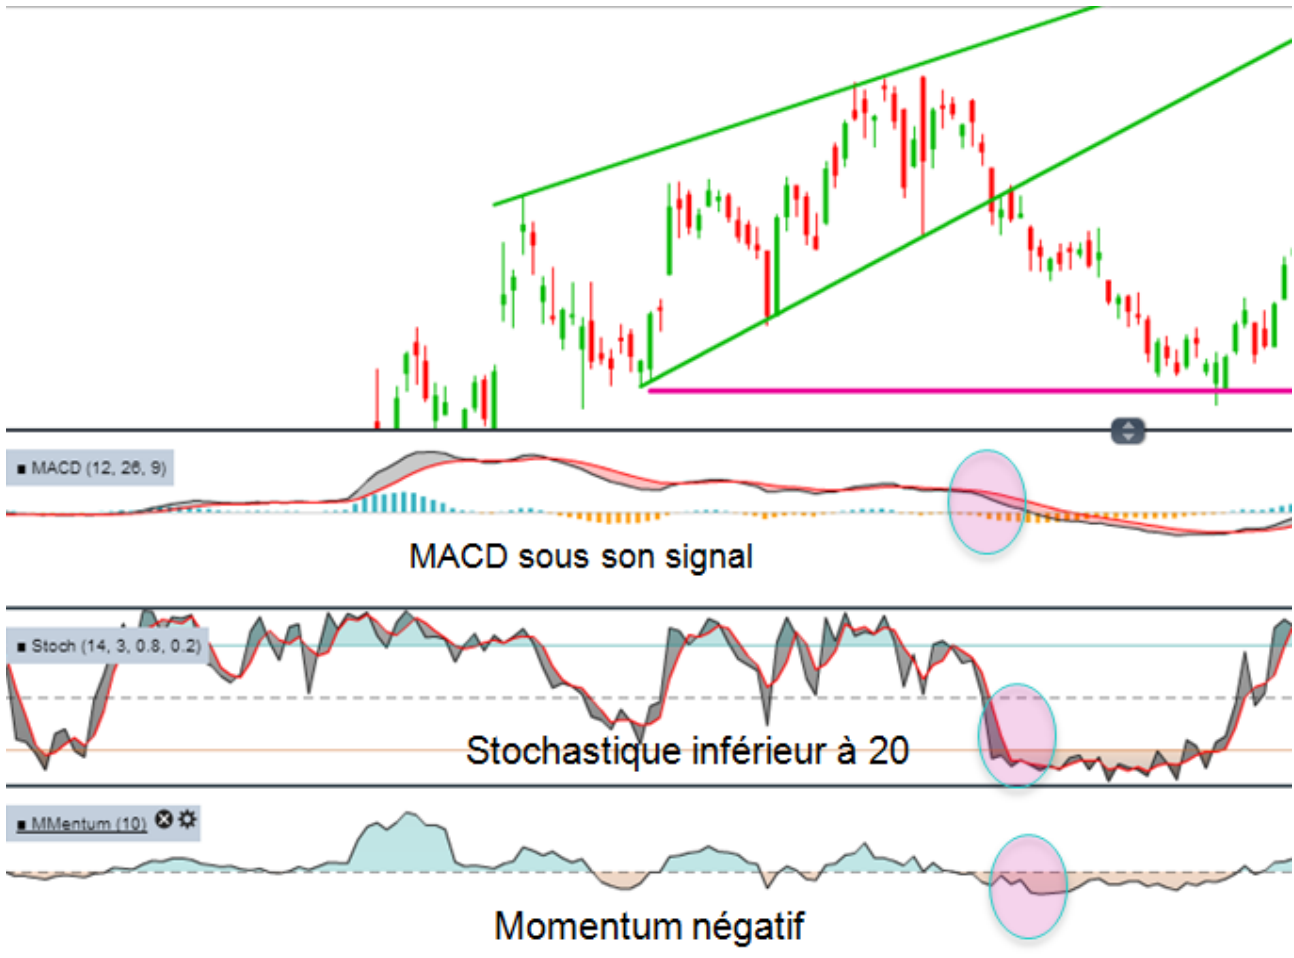 MACD (12, 26, 9)
MACD sous son signal
Stoch (14, 3, 0.8, 0.2)
Stochastique inférieur à 20
MMentum (10)
Momentum négatif